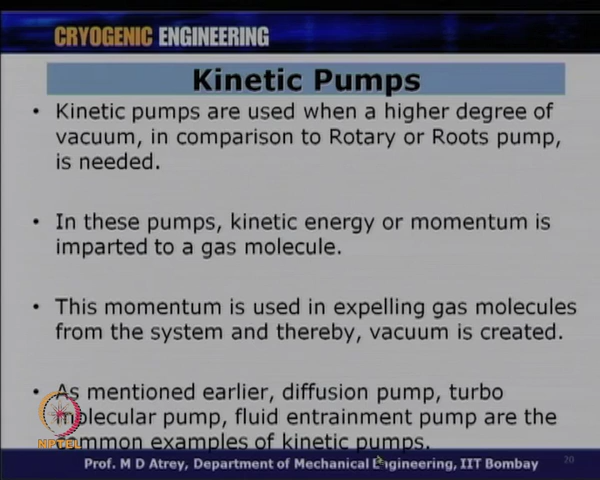 CRYOGENIC ENGINEERING
Kinetic Pumps
• Kinetic pumps are used when a higher degree of
vacuum, in comparison to Rotary or Roots pump,
is needed.
• In these pumps, kinetic energy or momentum is
imparted to a gas molecule.
• This momentum is used in expelling gas molecules
from the system and thereby, vacuum is created.
• As mentioned earlier, diffusion pump, turbo
molecular pump, fluid entrainment pump are the
common examples of kinetic pumps.
NPTEL
Prof. M D Atrey, Department of Mechanical Engineering, IIT Bombay
20